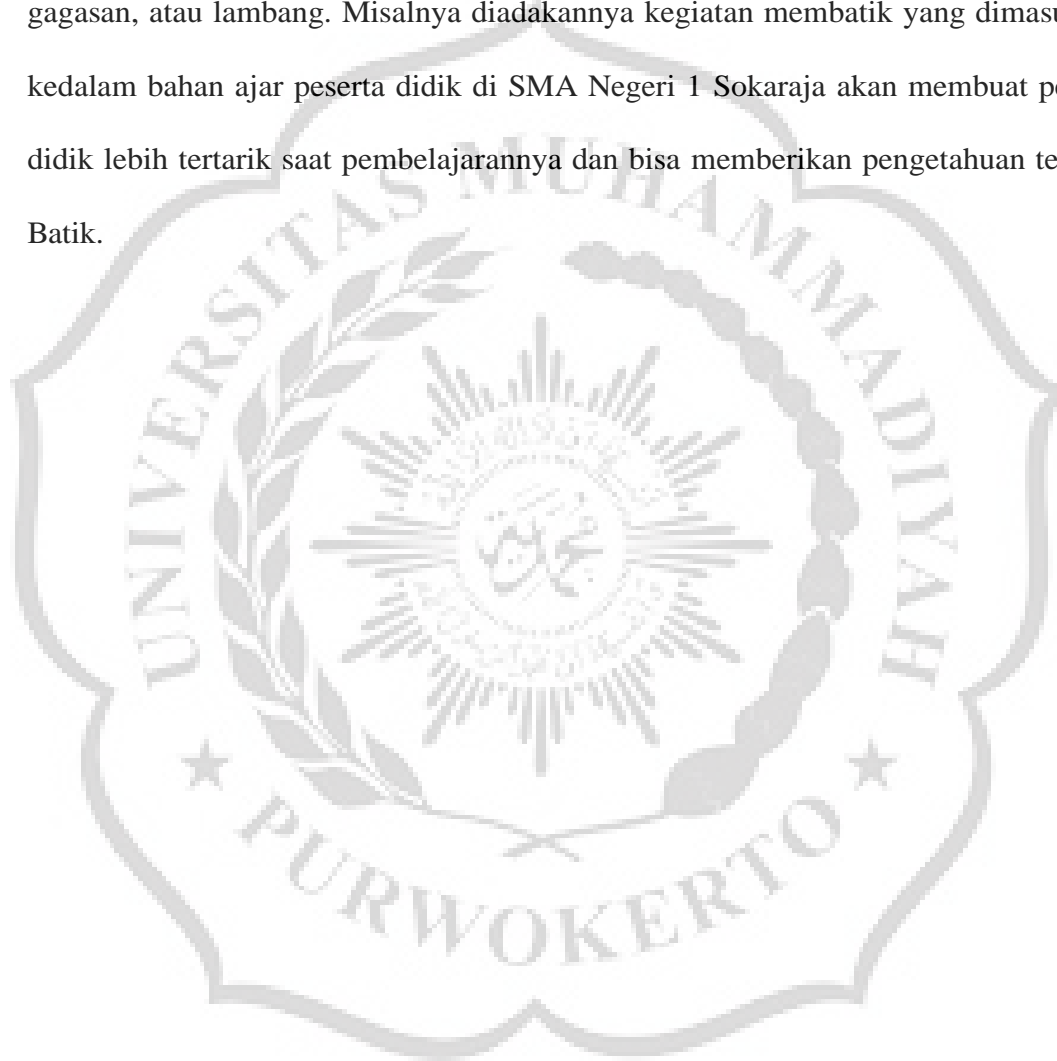 gagasan, atau lambang. Misalnya diadakannya kegiatan membatik yang
kedalam bahan ajar peserta didik di SMA Negeri 1 Sokaraja akan membuat
didik lebih tertarik saat pembelajarannya dan bisa memberikan pengetahuan
Batik.
UNIVERSITAS MUHAMMADIYAH
PURWOKERTO